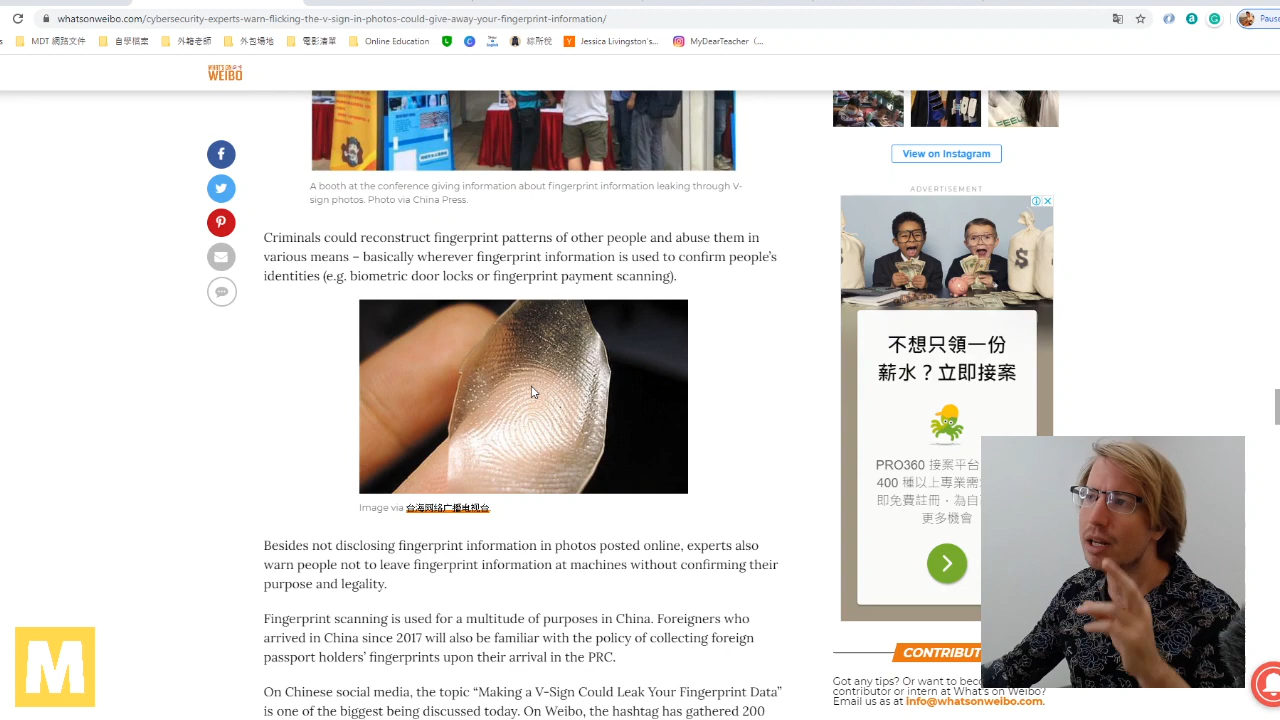 whatsonweibo.com/cybersecurity-experts-warn-flicking-the-v-sign-in-photos-could-give-away-your-fingerprint-information/
Pause
MDT 網路文件
自學檔案
外籍老師
外包場地
電影清單
Online Education
綜所稅
Jessica Livingston's...
MyDearTeacher (...
WHAT'S ON
WEIBO
View on Instagram
A booth at the conference giving information about fingerprint information leaking through V-
sign photos. Photo via China Press.
ADVERTISEMENT
Criminals could reconstruct fingerprint patterns of other people and abuse them in
various means – basically wherever fingerprint information is used to confirm people's
identities (e.g. biometric door locks or fingerprint payment scanning).
Image via 台海网络广播电视台
Besides not disclosing fingerprint information in photos posted online, experts also
warn people not to leave fingerprint information at machines without confirming their
purpose and legality.
Fingerprint scanning is used for a multitude of purposes in China. Foreigners who
arrived in China since 2017 will also be familiar with the policy of collecting foreign
passport holders' fingerprints upon their arrival in the PRC.
On Chinese social media, the topic "Making a V-Sign Could Leak Your Fingerprint Data"
is one of the biggest being discussed today. On Weibo, the hashtag has gathered 200
不想只領一份
薪水？立即接案
PRO360 接案平台
400 種以上專業需
即免費註冊．為自
更多機會
CONTRIBUT
Got any tips? Or want to beco
contributor or intern at What's on Weibo?
Email us as at info@whatsonweibo.com.
M